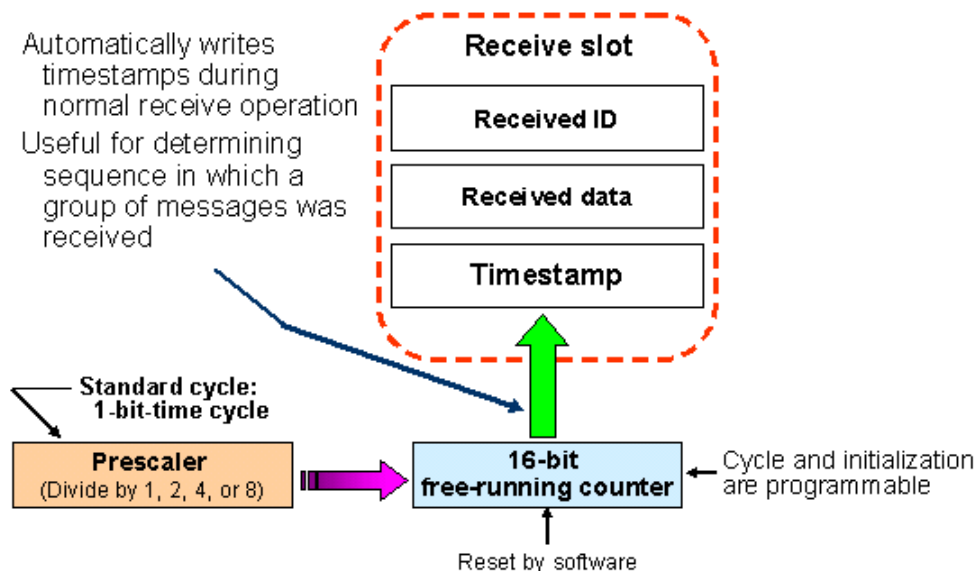 Automatically writes
timestamps during
normal receive operation
Useful for determining
sequence in which a
group of messages was
received
Receive slot
Received ID
Received data
Timestamp
Standard cycle:
1-bit-time cycle
Prescaler
(Divide by 1, 2, 4, or 8)
16-bit
free-running counter
Cycle and initialization
are programmable
Reset by software